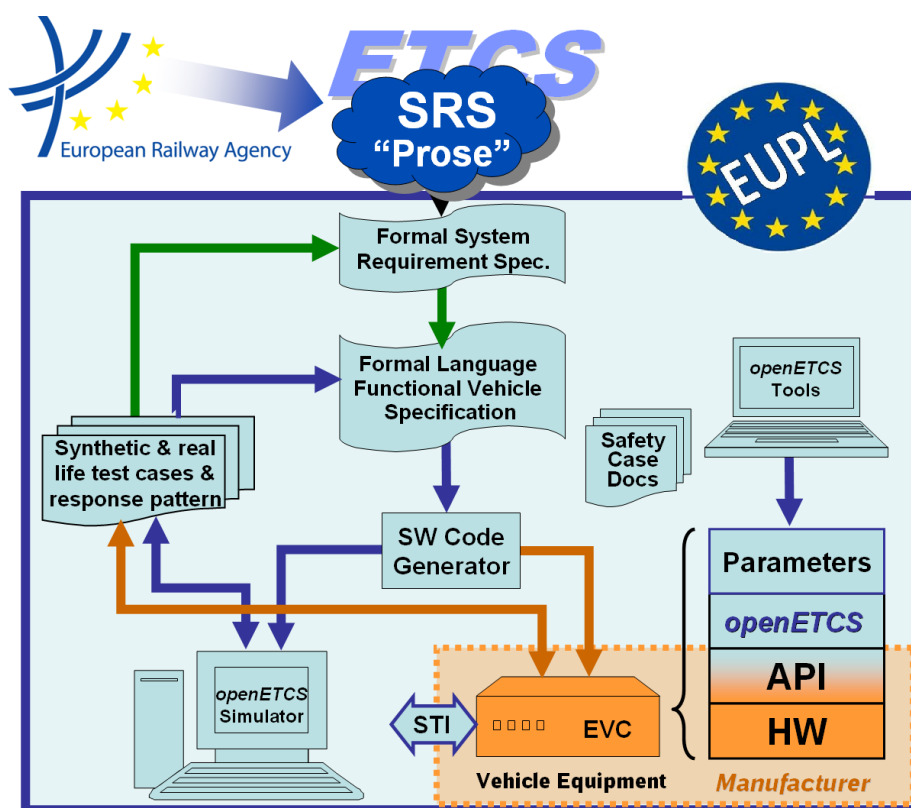 ETCS
SRS
“Prose”
European Railway Agency
EUPL
Formal System
Requirement Spec.
Formal Language
Functional Vehicle
Specification
openETCS
Tools
Synthetic & real
life test cases &
response pattern
Safety
Case
Docs
SW Code
Generator
Parameters
openETCS
API
HW
openETCS
Simulator
STI
EVC
Vehicle Equipment
Manufacturer